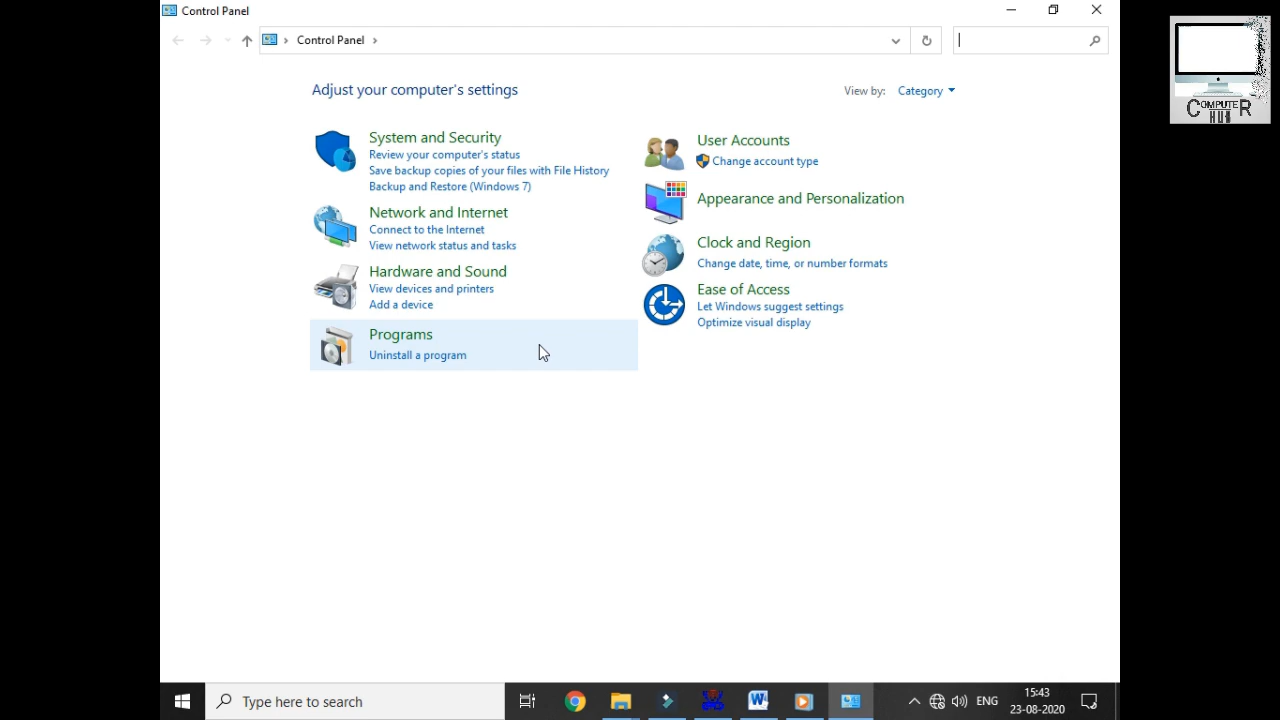 Control Panel
Control Panel
Adjust your computer's settings
View by: Category
System and Security
Review your computer's status
Save backup copies of your files with File History
Backup and Restore (Windows 7)
Network and Internet
Connect to the Internet
View network status and tasks
Hardware and Sound
View devices and printers
Add a device
Programs
Uninstall a program
User Accounts
Change account type
Appearance and Personalization
Clock and Region
Change date, time, or number formats
Ease of Access
Let Windows suggest settings
Optimize visual display
COMPUTER
HUB
Type here to search
ENG
15:43
23-08-2020